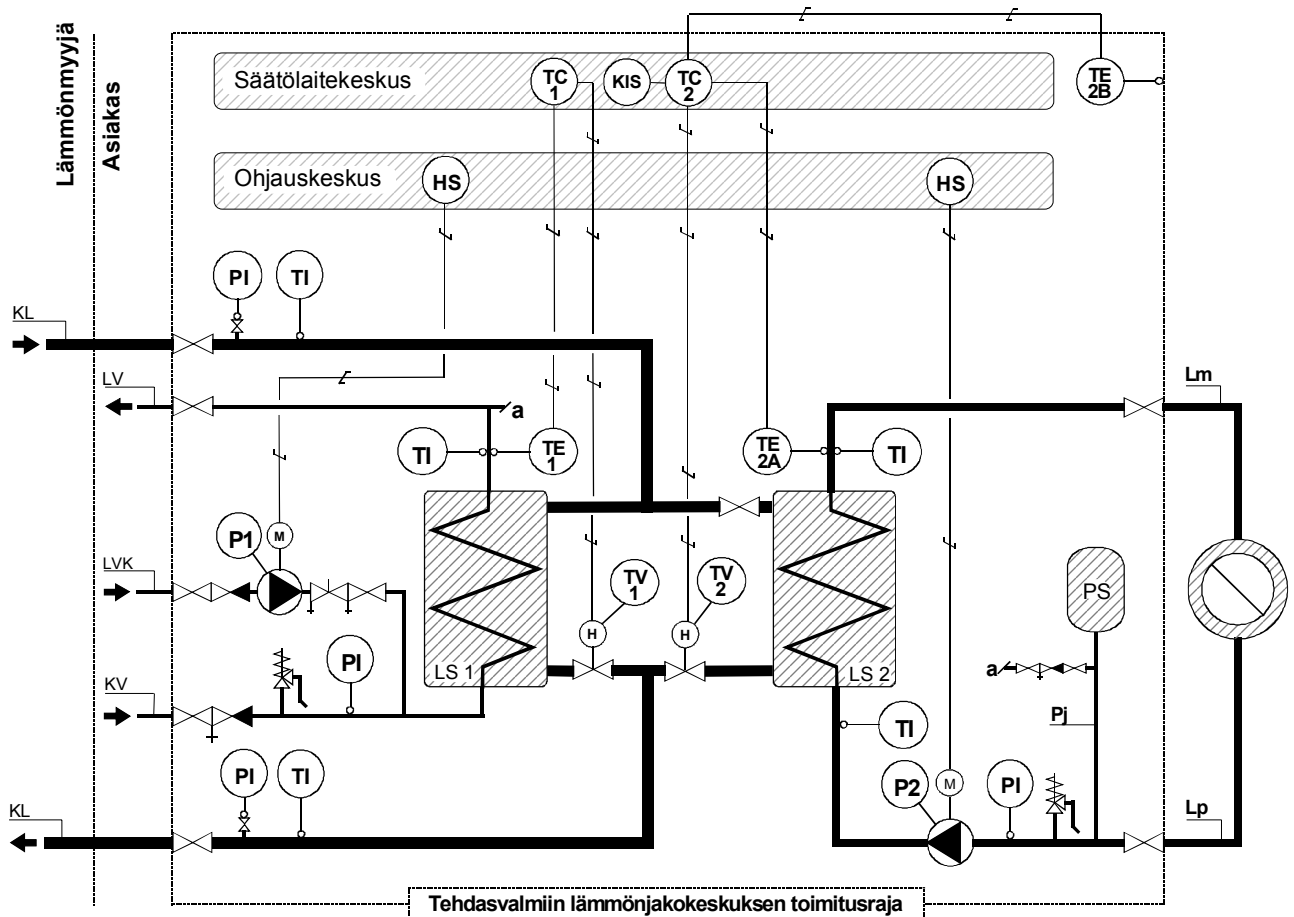 Lämmönmyyjä
Asiakas
Säätölaitekeskus
TC
1
KIS
TC
2
TE
2B
Ohjauskeskus
HS
HS
PI
TI
KL
LV
a
Lm
TI
TE
1
TE
2A
TI
P1
M
LVK
TV
1
TV
2
H
H
PS
PI
LS 1
LS 2
a
KV
Pj
TI
PI
TI
P2
M
PI
KL
Lp
Tehdasvalmiin lämmönjakokeskuksen toimitusraja